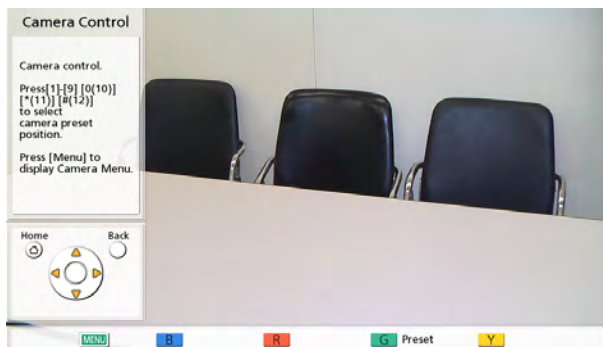 Camera Control
Camera control.
Press[1]-[9] [0(10)]
[*(11)] [#(12)]
to select
camera preset
position.
Press [Menu] to
display Camera Menu.
Home Back
MENU B R G Preset Y